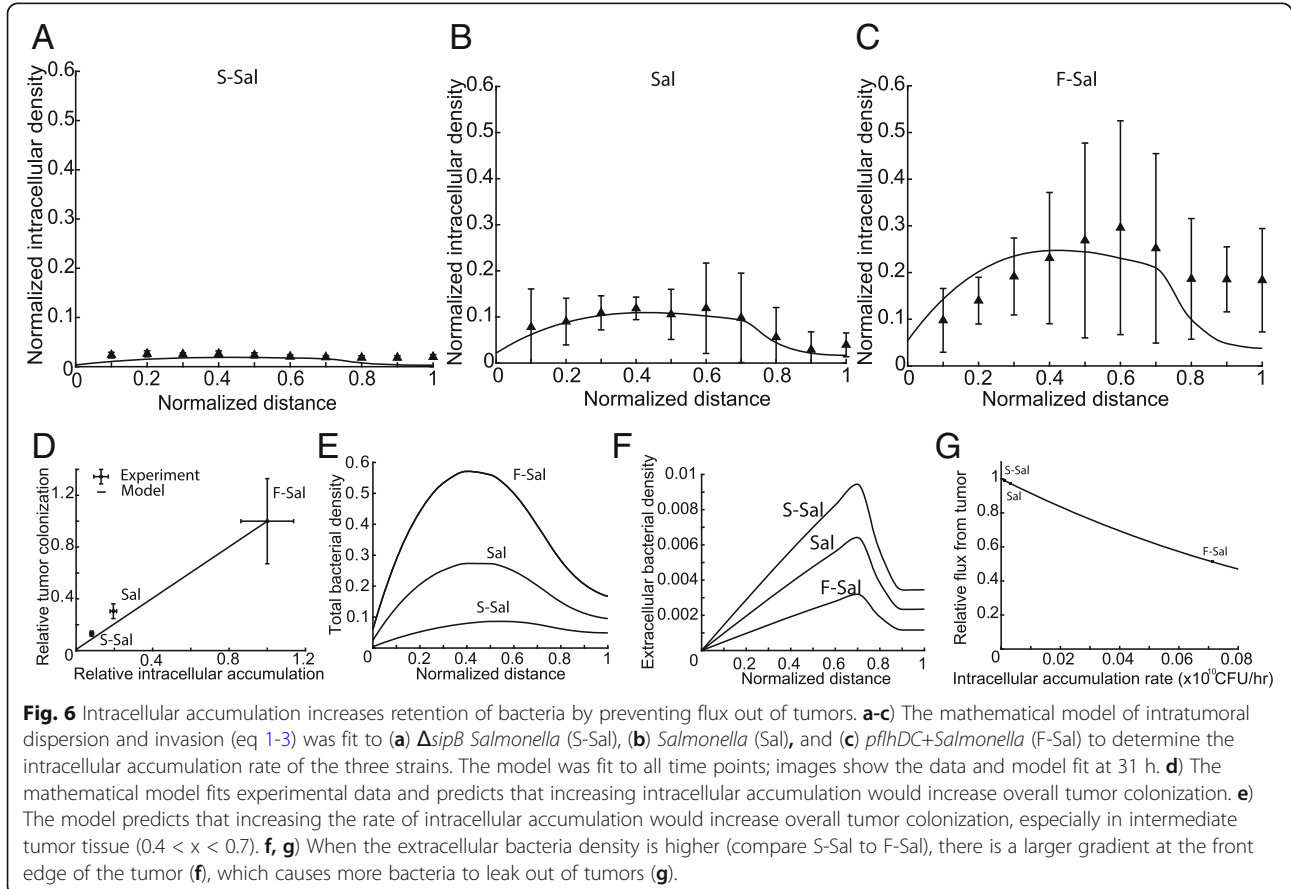 A
S-Sal
Normalized intracellular density
0.6
0.5
0.4
0.3
0.2
0.1
0
0 0.2 0.4 0.6 0.8 1
Normalized distance
B
Sal
Normalized intracellular density
0.6
0.5
0.4
0.3
0.2
0.1
0
0 0.2 0.4 0.6 0.8 1
Normalized distance
C
F-Sal
Normalized intracellular density
0.6
0.5
0.4
0.3
0.2
0.1
0
0 0.2 0.4 0.6 0.8 1
Normalized distance
D
Relative tumor colonization
Experiment
Model
F-Sal
Sal
S-Sal
1.2
0.8
0.4
0
0.4 0.8 1.2
Relative intracellular accumulation
E
Total bacterial density
0.6
0.5
0.4
0.3
0.2
0.1
F-Sal
Sal
S-Sal
0 0.2 0.4 0.6 0.8 1
Normalized distance
F
Extracellular bacterial density
0.01
0.008
0.006
0.004
0.002
0
S-Sal
Sal
F-Sal
0.2 0.4 0.6 0.8 1
Normalized distance
G
Relative flux from tumor
1
0.8
0.6
0.4
0.2
0
S-Sal
Sal
F-Sal
0 0.02 0.04 0.06 0.08
Intracellular accumulation rate (x10¹⁰CFU/hr)
Fig. 6 Intracellular accumulation increases retention of bacteria by preventing flux out of tumors. a-c) The mathematical model of intratumoral
dispersion and invasion (eq 1-3) was fit to (a) ΔsipB Salmonella (S-Sal), (b) Salmonella (Sal), and (c) pflhDC+Salmonella (F-Sal) to determine the
intracellular accumulation rate of the three strains. The model was fit to all time points; images show the data and model fit at 31 h. d) The
mathematical model fits experimental data and predicts that increasing intracellular accumulation would increase overall tumor colonization. e)
The model predicts that increasing the rate of intracellular accumulation would increase overall tumor colonization, especially in intermediate
tumor tissue (0.4 < x < 0.7). f, g) When the extracellular bacteria density is higher (compare S-Sal to F-Sal), there is a larger gradient at the front
edge of the tumor (f), which causes more bacteria to leak out of tumors (g).